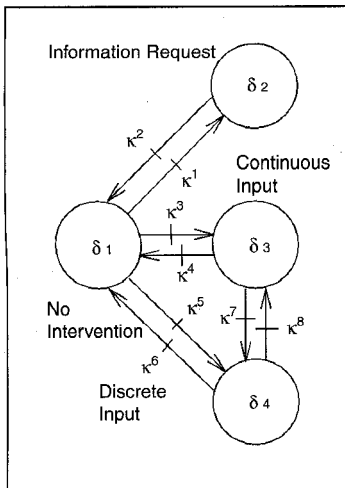 Information Request
δ 2
κ²
κ¹
Continuous
Input
κ³
δ 1
δ 3
κ⁴
No
Intervention
κ⁵
κ⁷
κ⁸
κ⁶
Discrete
Input
δ4